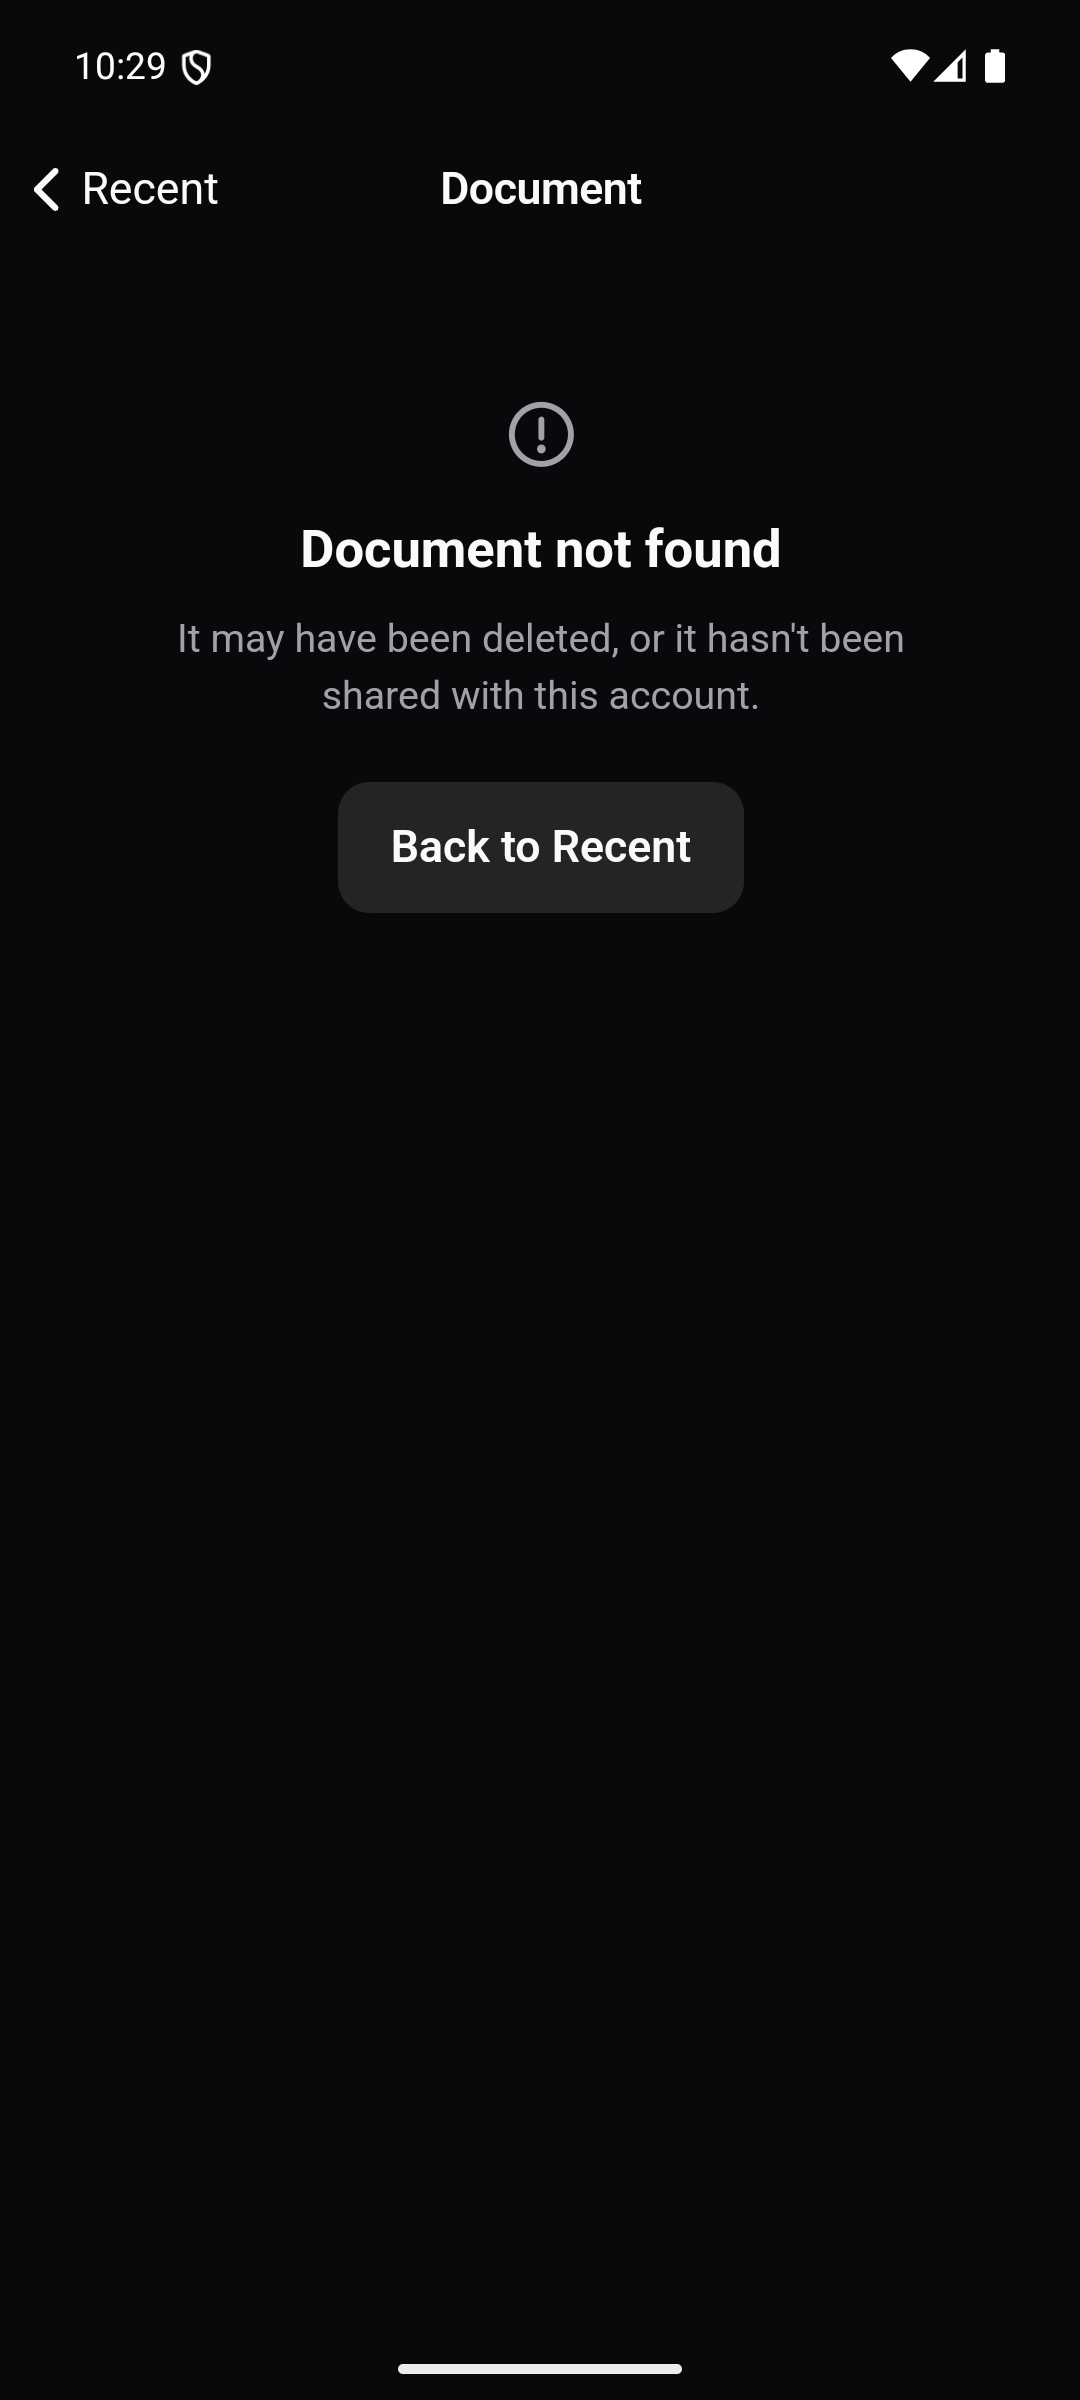 10:29
Recent
Document
Document not found
It may have been deleted, or it hasn't been
shared with this account.
Back to Recent